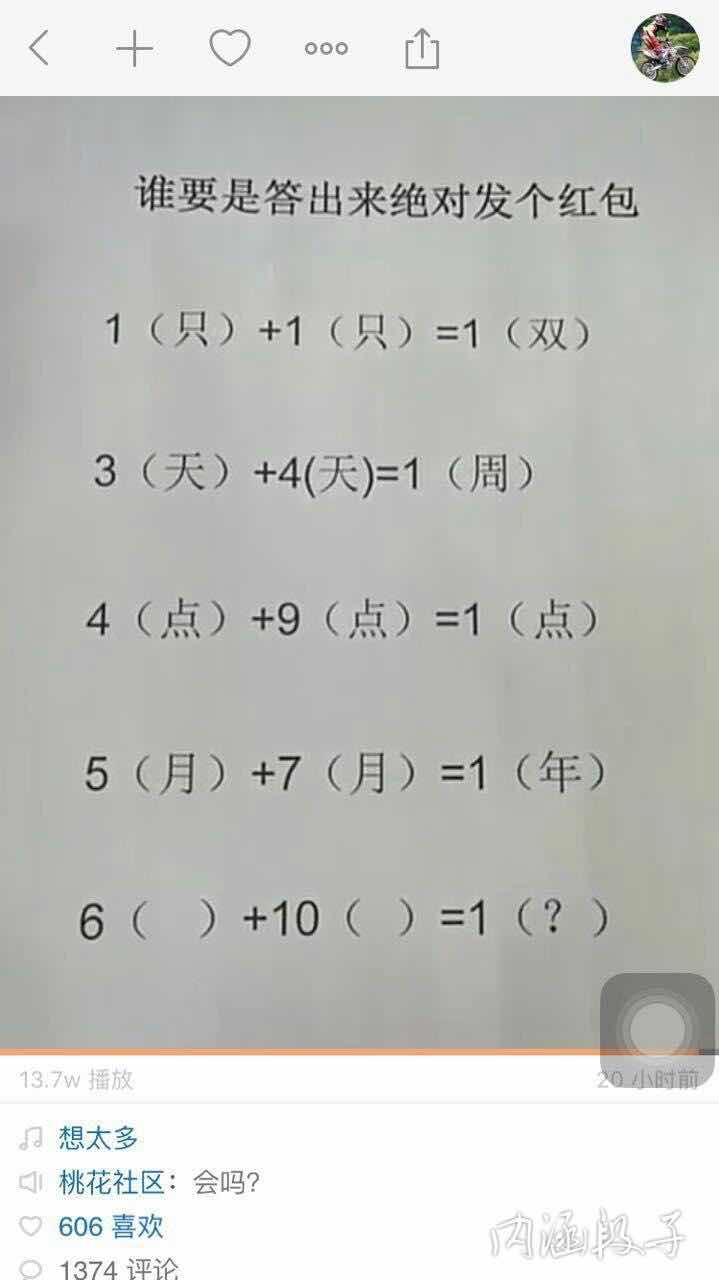 谁要是答出来绝对发个红包
1（只）+1（只）=1（双）
3（天）+4(天)=1（周）
4（点）+9（点）=1（点）
5（月）+7（月）=1（年）
6（ ）+10（ ）=1（? ）
13.7w 播放 20 小时前
想太多
桃花社区：会吗?
606 喜欢
1374 评论
内涵段子